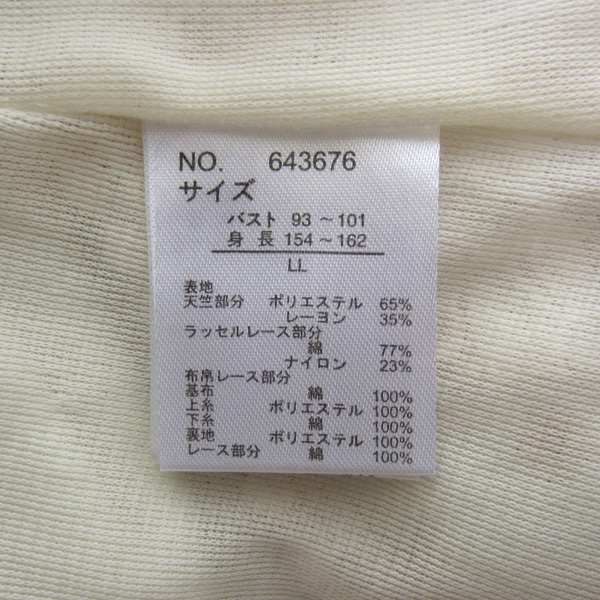 NO. 643676
サイズ
バスト 93～101
身長 154～162
LL
表地
天竺部分 ポリエステル 65%
レーヨン 35%
ラッセルレース部分
綿 77%
ナイロン 23%
布帛レース部分
基布 綿 100%
上糸 ポリエステル 100%
下糸 綿 100%
裏地 ポリエステル 100%
レース部分 綿 100%